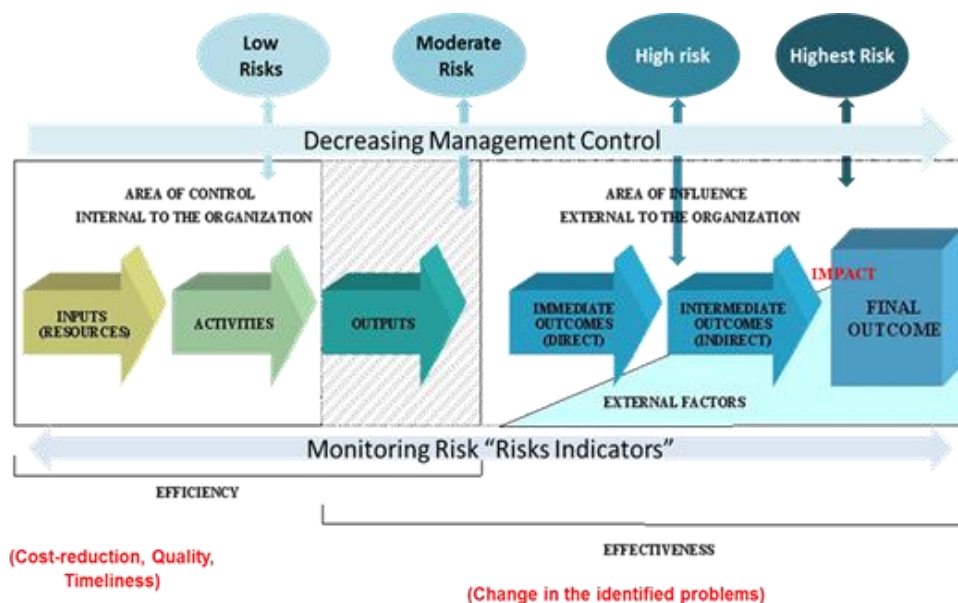 Low
Risks
Moderate
Risk
High risk
Highest Risk
Decreasing Management Control
AREA OF CONTROL
INTERNAL TO THE ORGANIZATION
AREA OF INFLUENCE
EXTERNAL TO THE ORGANIZATION
INPUTS
(RESOURCES)
ACTIVITIES
OUTPUTS
IMMEDIATE
OUTCOMES
(DIRECT)
INTERMEDIATE
OUTCOMES
(INDIRECT)
IMPACT
FINAL
OUTCOME
EXTERNAL FACTORS
Monitoring Risk “Risks Indicators”
EFFICIENCY
EFFECTIVENESS
(Cost-reduction, Quality,
Timeliness)
(Change in the identified problems)